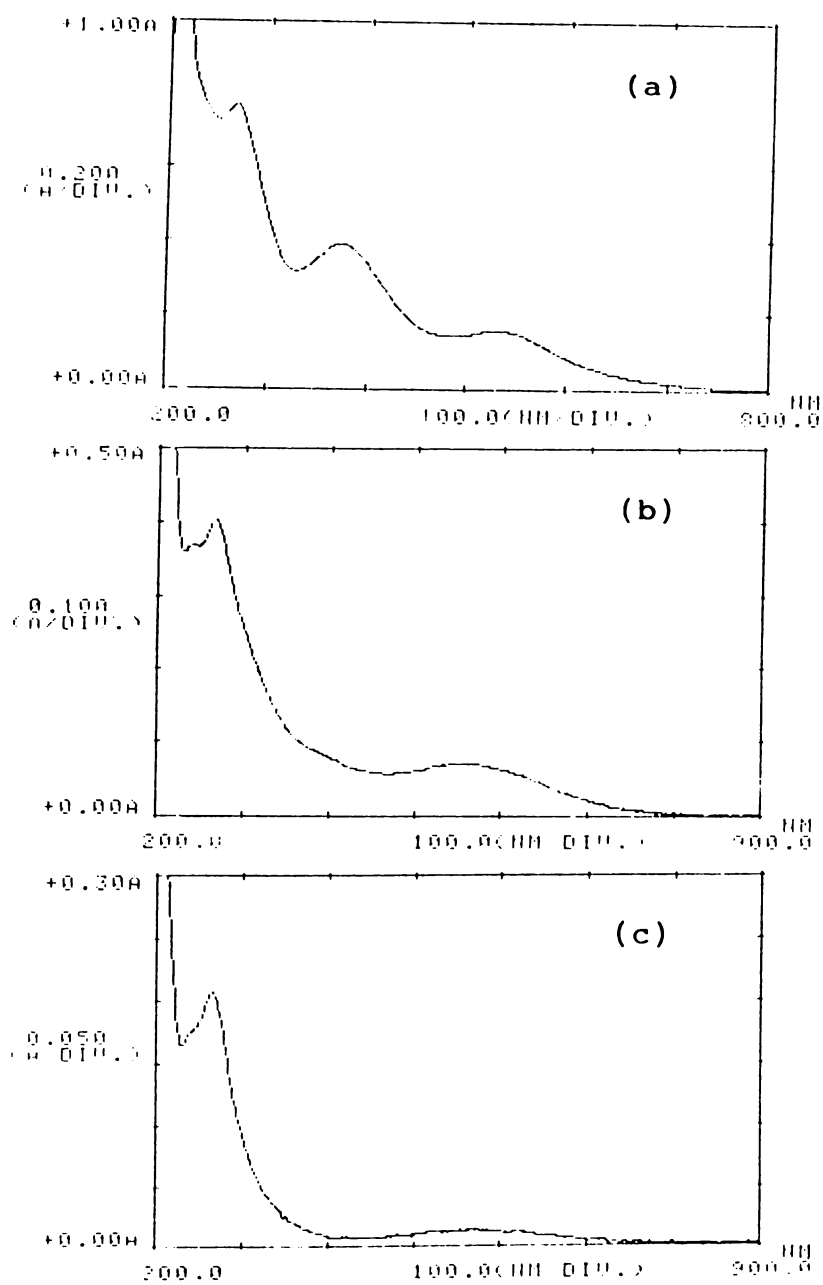 +1.00A
(a)
0.200
(A/DIV.)
+0.00A
NM
200.0 100.0(NM/DIV.) 800.0
+0.50A
(b)
0.100
(A/DIV.)
+0.00A
NM
200.0 100.0(NM DIV.) 900.0
+0.30A
(c)
0.050
(A DIV.)
+0.00A
NM
200.0 100.0(NM DIV.) 900.0